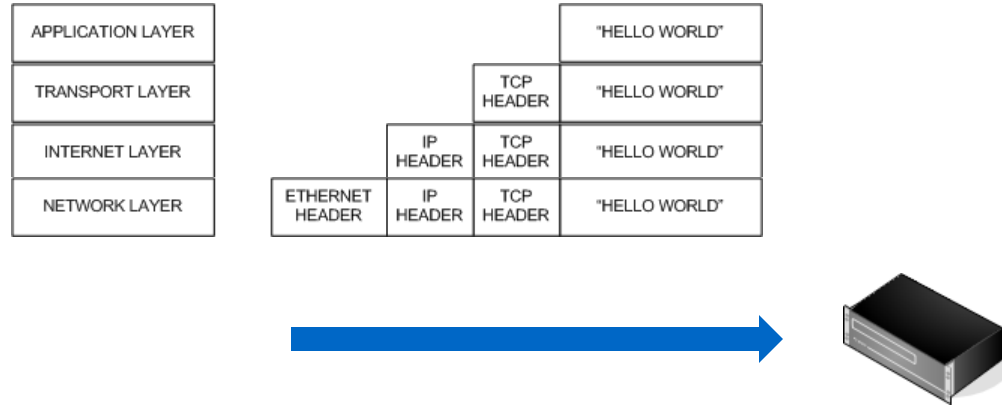 APPLICATION LAYER
"HELLO WORLD"
TRANSPORT LAYER
TCP
HEADER
"HELLO WORLD"
INTERNET LAYER
IP
HEADER
TCP
HEADER
"HELLO WORLD"
NETWORK LAYER
ETHERNET
HEADER
IP
HEADER
TCP
HEADER
"HELLO WORLD"